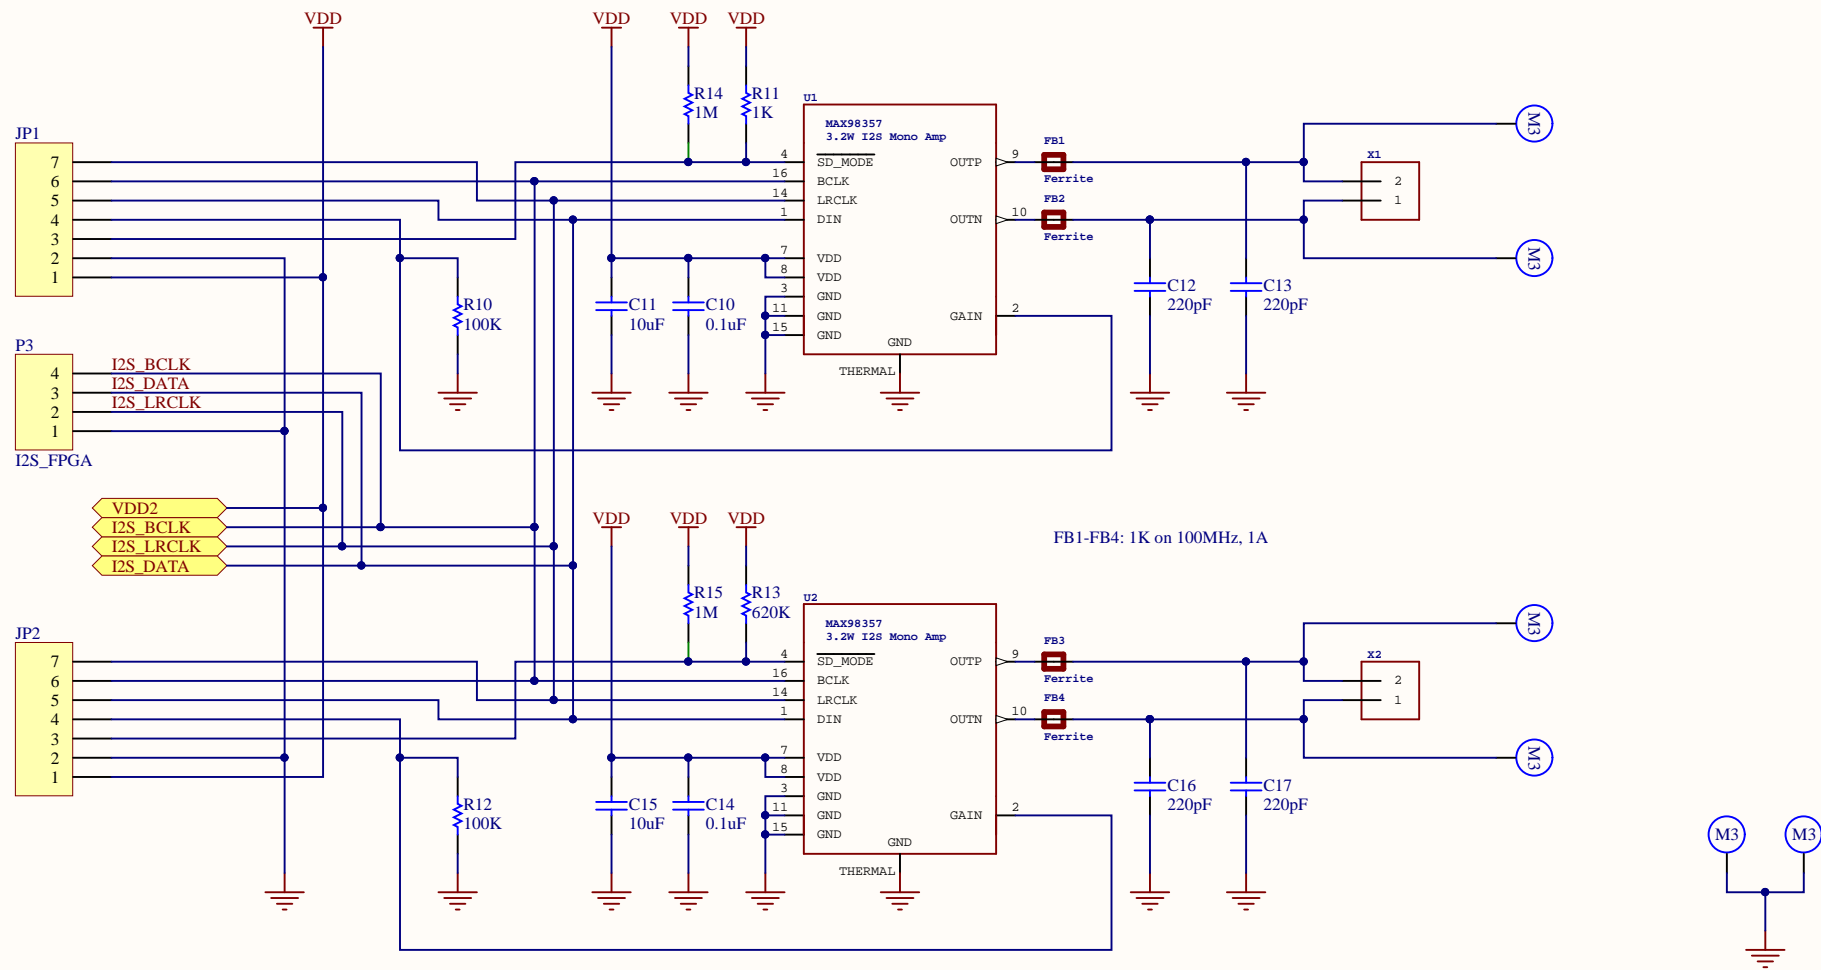 VDD
VDD
VDD
VDD
R14
1M
R11
1K
U1
MAX98357
3.2W I2S Mono Amp
4
SD_MODE
16
BCLK
14
LRCLK
1
DIN
7
VDD
8
VDD
3
GND
11
GND
15
GND
OUTP
9
OUTN
10
GAIN
2
GND
THERMAL
FB1
Ferrite
FB2
Ferrite
X1
2
1
M3
M3
C12
220pF
C13
220pF
JP1
7
6
5
4
3
2
1
R10
100K
C11
10uF
C10
0.1uF
P3
4
3
2
1
I2S_FPGA
I2S_BCLK
I2S_DATA
I2S_LRCLK
VDD2
I2S_BCLK
I2S_LRCLK
I2S_DATA
VDD
VDD
VDD
FB1-FB4: 1K on 100MHz, 1A
R15
1M
R13
620K
U2
MAX98357
3.2W I2S Mono Amp
4
SD_MODE
16
BCLK
14
LRCLK
1
DIN
7
VDD
8
VDD
3
GND
11
GND
15
GND
OUTP
9
OUTN
10
GAIN
2
GND
THERMAL
FB3
Ferrite
FB4
Ferrite
X2
2
1
M3
M3
C16
220pF
C17
220pF
JP2
7
6
5
4
3
2
1
R12
100K
C15
10uF
C14
0.1uF
M3
M3